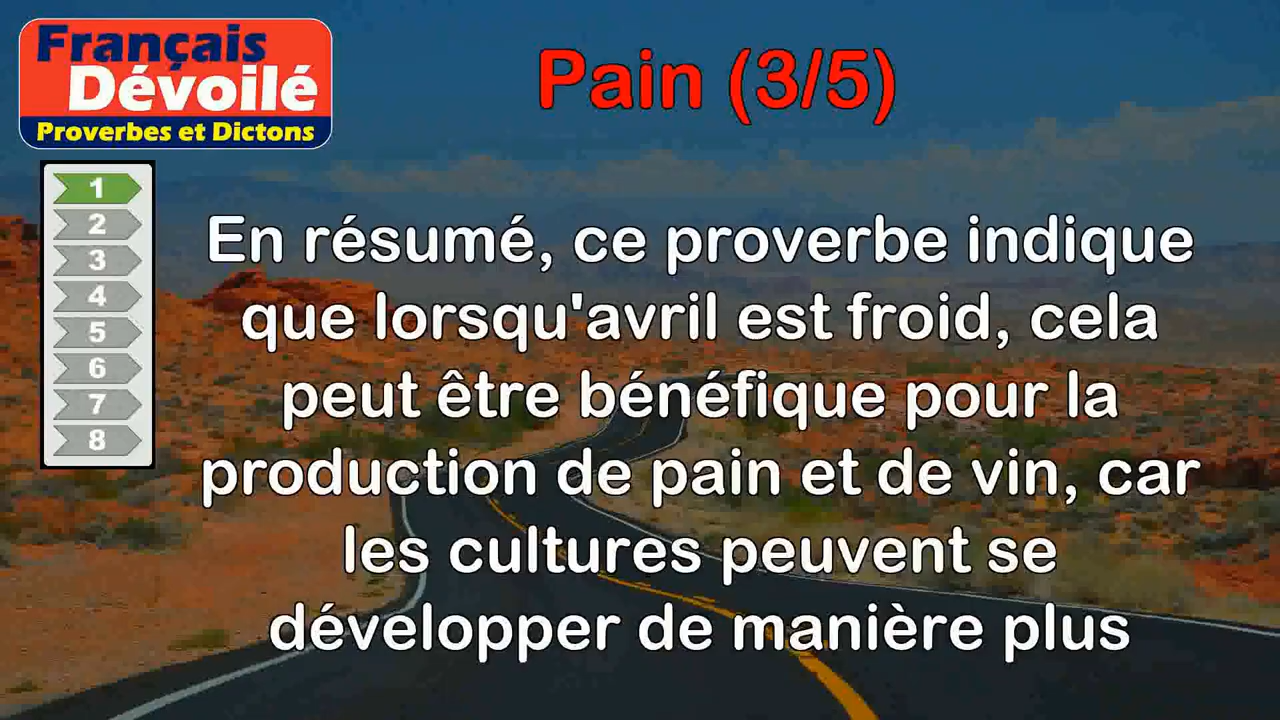 Français
Dévoilé
Proverbes et Dictons
Pain (3/5)
1
2
3
4
5
6
7
8
En résumé, ce proverbe indique
que lorsqu'avril est froid, cela
peut être bénéfique pour la
production de pain et de vin, car
les cultures peuvent se
développer de manière plus